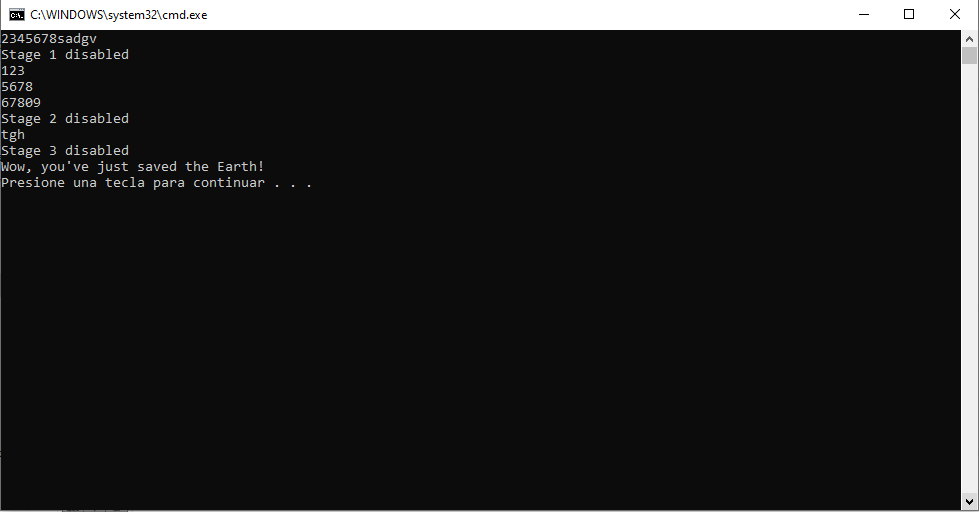 C:\WINDOWS\system32\cmd.exe
2345678sadgv
Stage 1 disabled
123
5678
67809
Stage 2 disabled
tgh
Stage 3 disabled
Wow, you've just saved the Earth!
Presione una tecla para continuar . . .